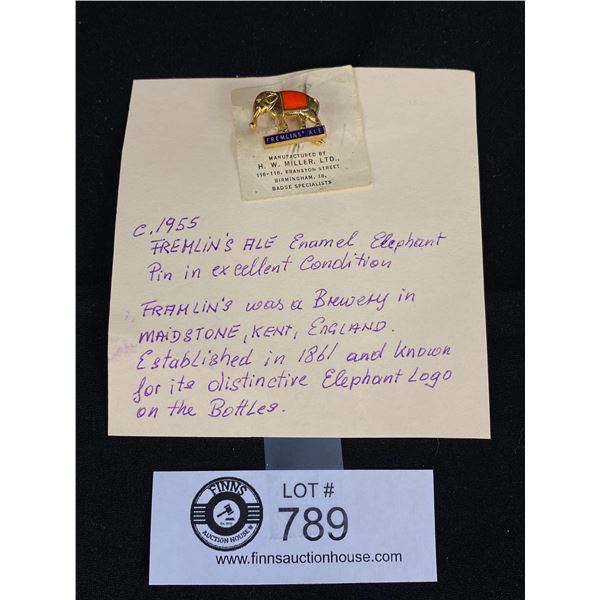 FREMLINS' ALE
MANUFACTURED BY
H. W. MILLER, LTD.,
116-118, BRANSTON STREET
BIRMINGHAM, 18,
BADGE SPECIALISTS
c.1955
FREMLIN'S ALE Enamel Elephant
Pin in excellent Condition
FRAMLIN'S was a Brewery in
MAIDSTONE, KENT, ENGLAND.
Established in 1861 and known
for its distinctive Elephant Logo
on the Bottles.
FINNS
AUCTION HOUSE
LOT #
789
www.finnsauctionhouse.com